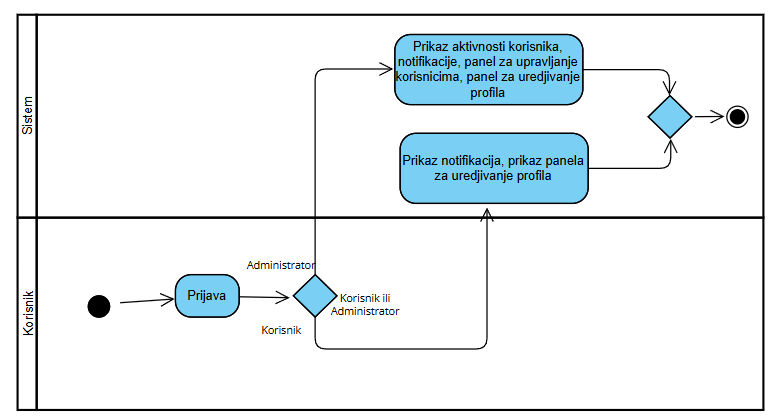 Sistem
Prikaz aktivnosti korisnika,
notifikacije, panel za upravljanje
korisnicima, panel za uredjivanje
profila
Prikaz notifikacija, prikaz panela
za uredjivanje profila
Korisnik
Prijava
Administrator
Korisnik ili
Administrator
Korisnik